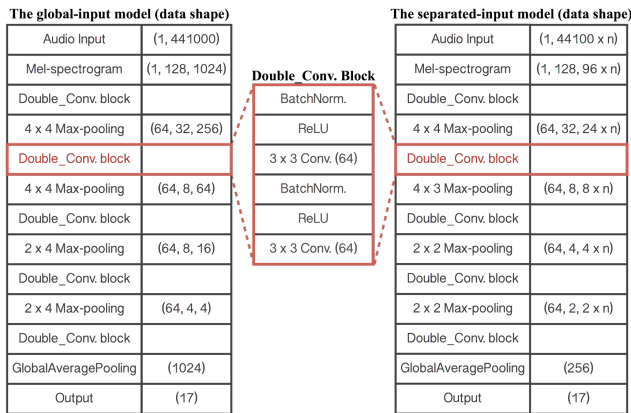 The global-input model (data shape)
Audio Input (1, 441000)
Mel-spectrogram (1, 128, 1024)
Double_Conv. block
4 x 4 Max-pooling (64, 32, 256)
Double_Conv. block
4 x 4 Max-pooling (64, 8, 64)
Double_Conv. block
2 x 4 Max-pooling (64, 8, 16)
Double_Conv. block
2 x 4 Max-pooling (64, 4, 4)
Double_Conv. block
GlobalAveragePooling (1024)
Output (17)
Double_Conv. Block
BatchNorm.
ReLU
3 x 3 Conv. (64)
BatchNorm.
ReLU
3 x 3 Conv. (64)
The separated-input model (data shape)
Audio Input (1, 44100 x n)
Mel-spectrogram (1, 128, 96 x n)
Double_Conv. block
4 x 4 Max-pooling (64, 32, 24 x n)
Double_Conv. block
4 x 3 Max-pooling (64, 8, 8 x n)
Double_Conv. block
2 x 2 Max-pooling (64, 4, 4 x n)
Double_Conv. block
2 x 2 Max-pooling (64, 2, 2 x n)
Double_Conv. block
GlobalAveragePooling (256)
Output (17)